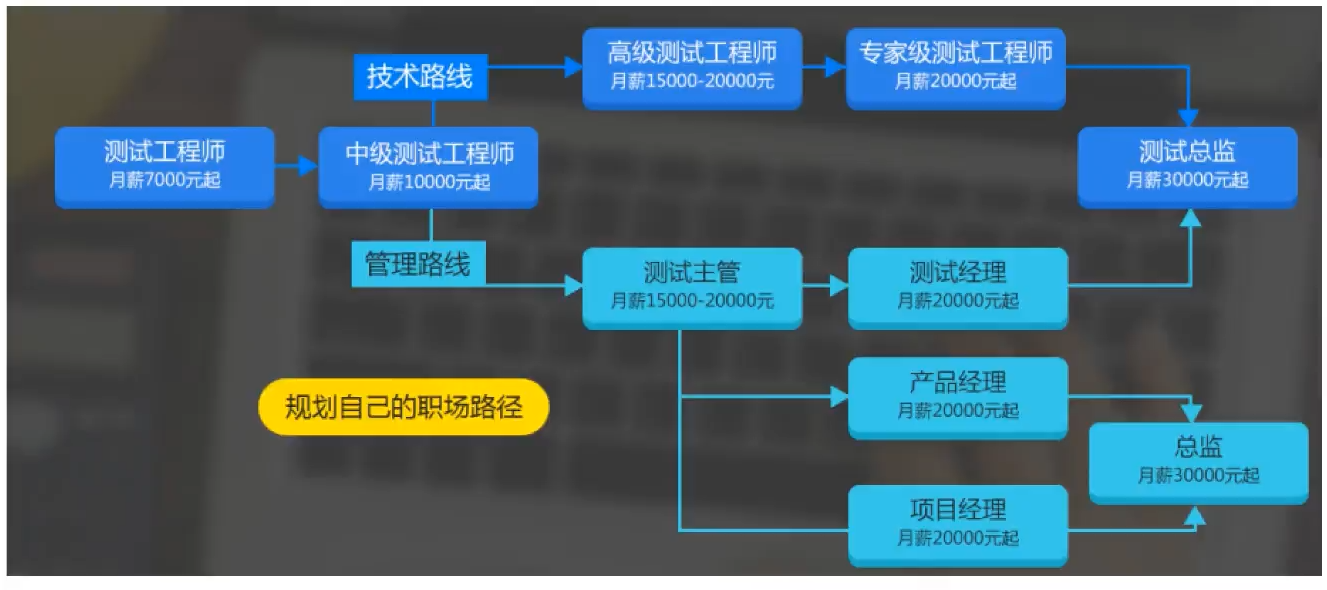 技术路线
高级测试工程师
月薪15000-20000元
专家级测试工程师
月薪20000元起
测试工程师
月薪7000元起
中级测试工程师
月薪10000元起
测试总监
月薪30000元起
管理路线
测试主管
月薪15000-20000元
测试经理
月薪20000元起
产品经理
月薪20000元起
规划自己的职场路径
总监
月薪30000元起
项目经理
月薪20000元起